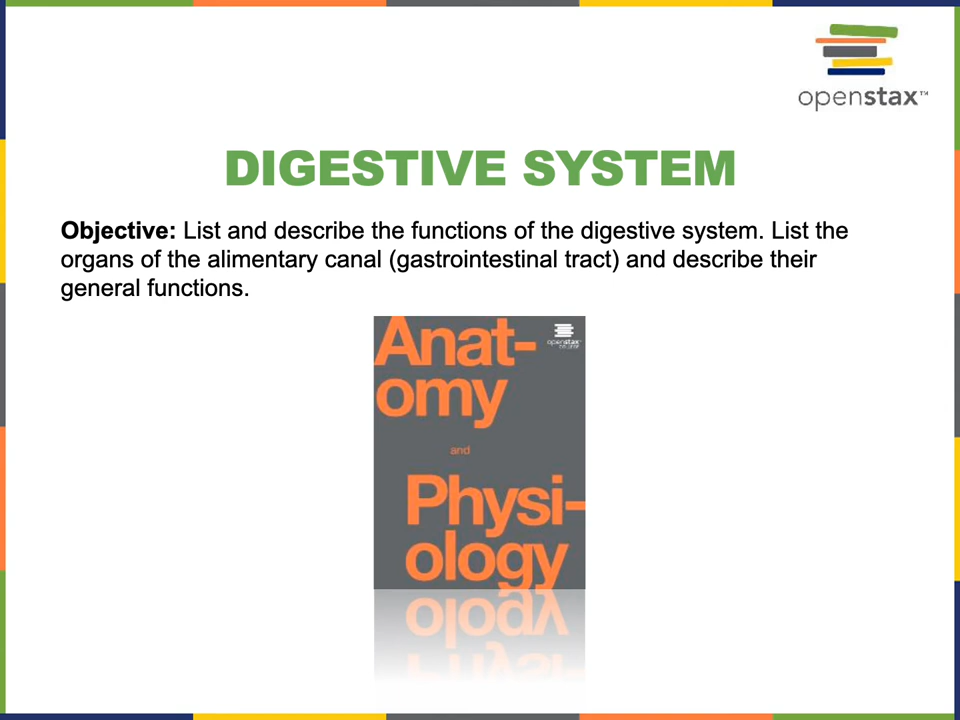 openstax™
DIGESTIVE SYSTEM
Objective: List and describe the functions of the digestive system. List the
organs of the alimentary canal (gastrointestinal tract) and describe their
general functions.
Anat-
openstax
omy
and
Physi-
ology